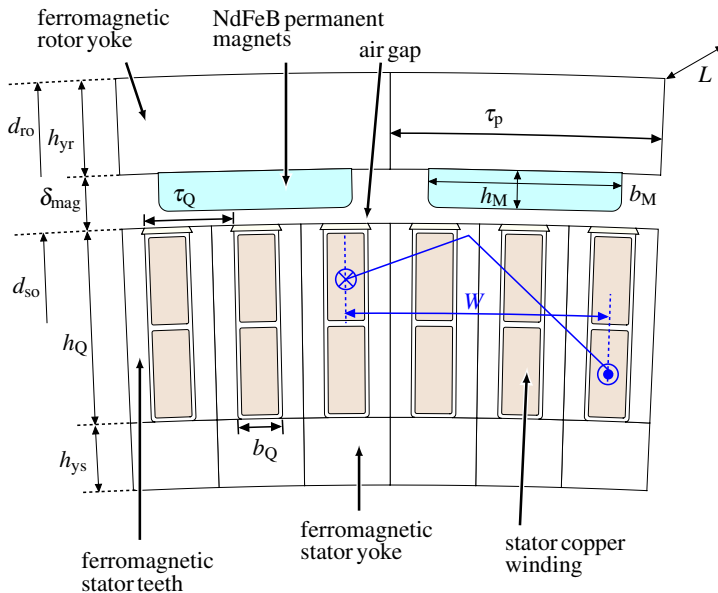 ferromagnetic
rotor yoke
NdFeB permanent
magnets
air gap
L
d_ro
h_yr
τ_p
δ_mag
τ_Q
h_M
b_M
d_so
W
h_Q
b_Q
h_ys
ferromagnetic
stator teeth
ferromagnetic
stator yoke
stator copper
winding